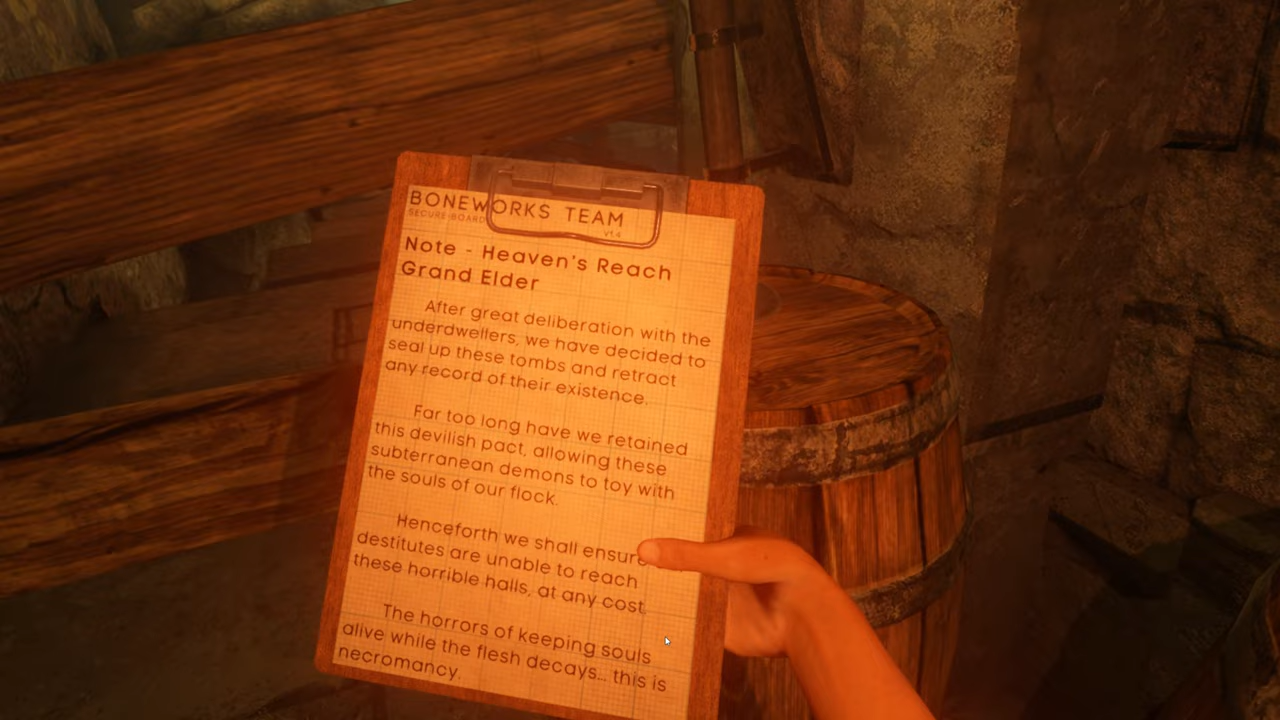 BONEWORKS TEAM
SECURE-BOARD
v1.4
Note - Heaven's Reach
Grand Elder
After great deliberation with the
underdwellers, we have decided to
seal up these tombs and retract
any record of their existence.
Far too long have we retained
this devilish pact, allowing these
subterranean demons to toy with
the souls of our flock.
Henceforth we shall ensure
destitutes are unable to reach
these horrible halls, at any cost.
The horrors of keeping souls
alive while the flesh decays... this is
necromancy.